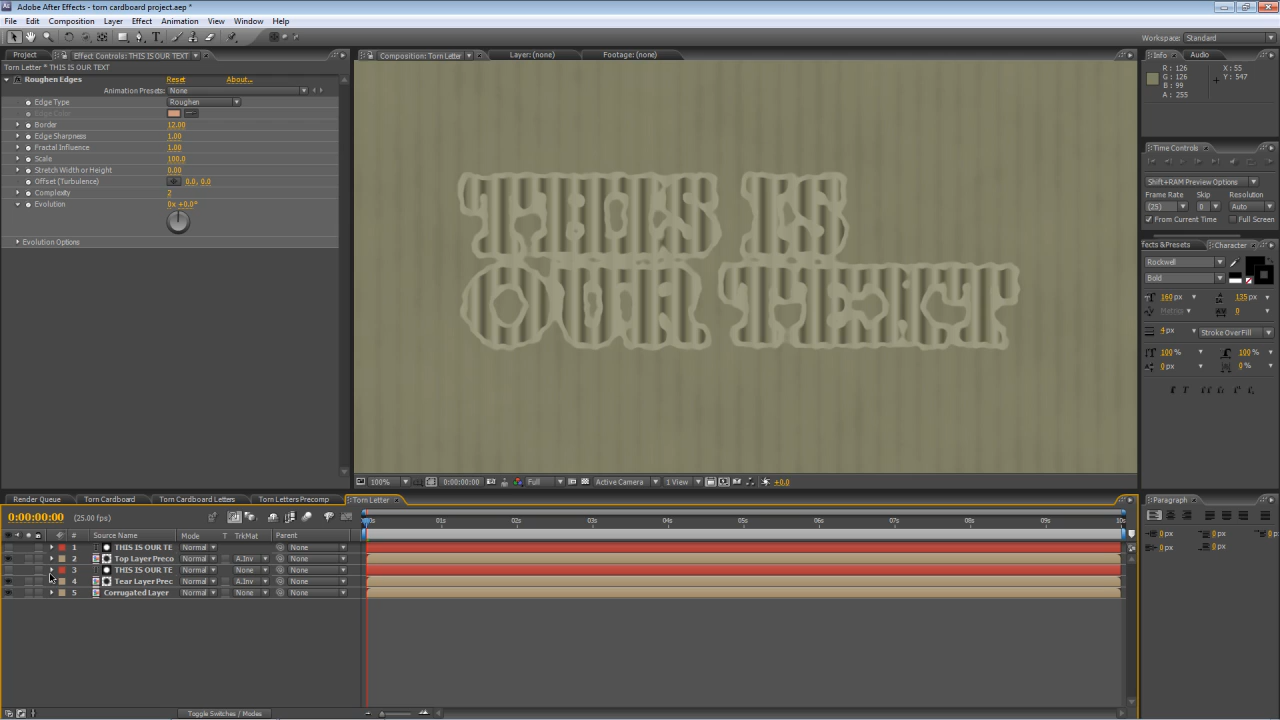 Adobe After Effects - torn cardboard project.aep *
File Edit Composition Layer Effect Animation View Window Help
Workspace: Standard
Project Effect Controls: THIS IS OUR TEXT
Composition: Torn Letter Layer: (none) Footage: (none)
Info Audio
Torn Letter * THIS IS OUR TEXT
Roughen Edges Reset About...
Animation Presets: None
Edge Type Roughen
Edge Color
Border 12.00
Edge Sharpness 1.00
Fractal Influence 1.00
Scale 100.0
Stretch Width or Height 0.00
Offset (Turbulence) 0.0, 0.0
Complexity 2
Evolution 0x +0.0°
Evolution Options
THIS IS
OUR TEXT
R : 126
G : 126
B : 99
A : 255
X : 55
Y : 547
Time Controls
Shift+RAM Preview Options
Frame Rate Skip Resolution
(25) 0 Auto
From Current Time Full Screen
fects & Presets Character
Rockwell
Bold
160 px 135 px
Metrics 0
4 px Stroke Over Fill
100 % 100 %
0 px 0 %
100% 0:00:00:00 Full Active Camera 1 View +0.0
Render Queue Torn Cardboard Torn Cardboard Letters Torn Letters Precomp Torn Letter
Paragraph
0:00:00:00 (25.00 fps)
01s 02s 03s 04s 05s 06s 07s 08s 09s 10s
# Source Name Mode T TrkMat Parent
1 THIS IS OUR TE Normal None
2 Top Layer Preco Normal A.Inv None
3 THIS IS OUR TE Normal None None
4 Tear Layer Prec Normal A.Inv None
5 Corrugated Layer Normal None None
0 px 0 px 0 p
0 px 0 px
Toggle Switches / Modes